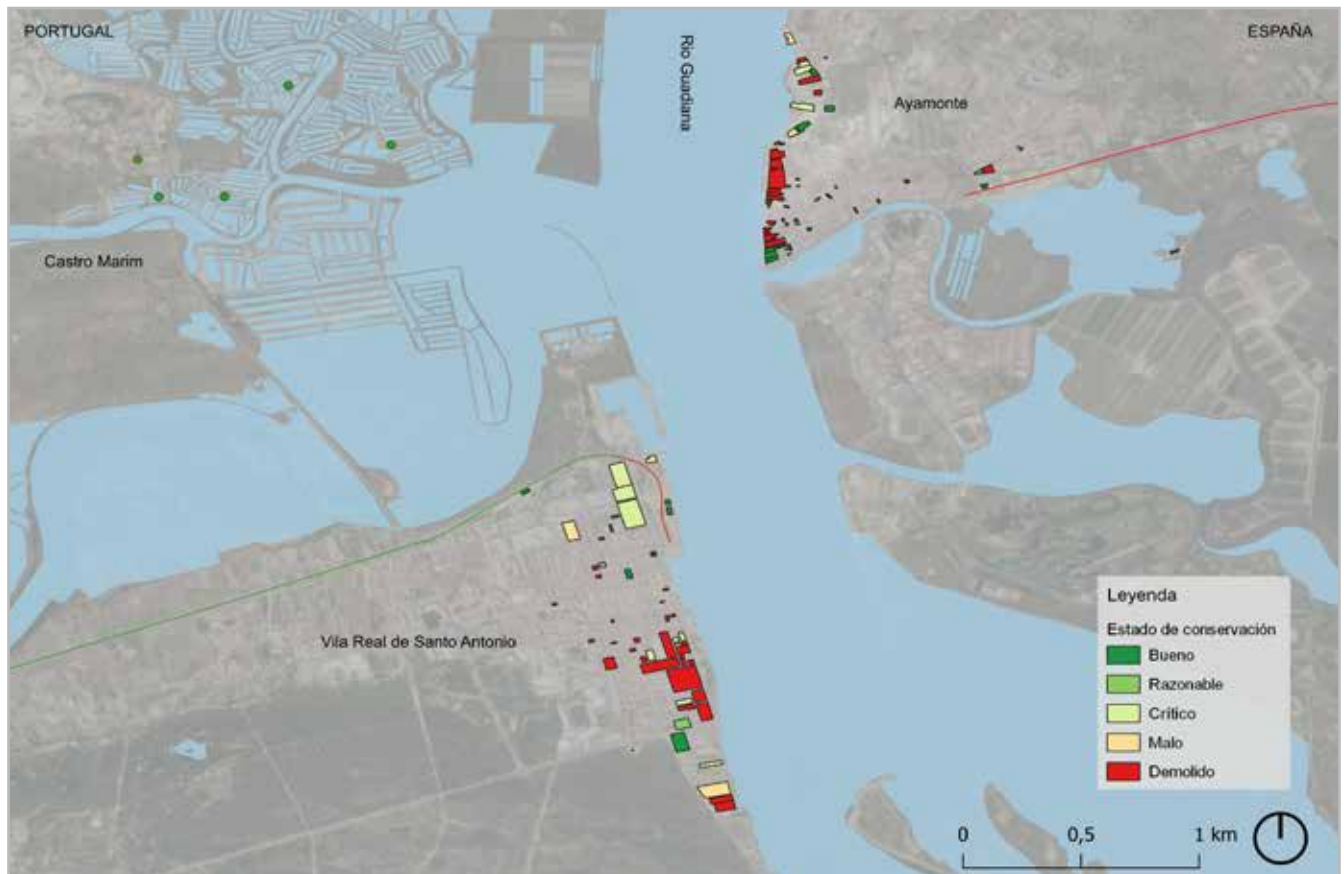 PORTUGAL
Rio Guadiana
ESPAÑA
Ayamonte
Castro Marim
Vila Real de Santo Antonio
Leyenda
Estado de conservación
Bueno
Razonable
Crítico
Malo
Demolido
0 0,5 1 km